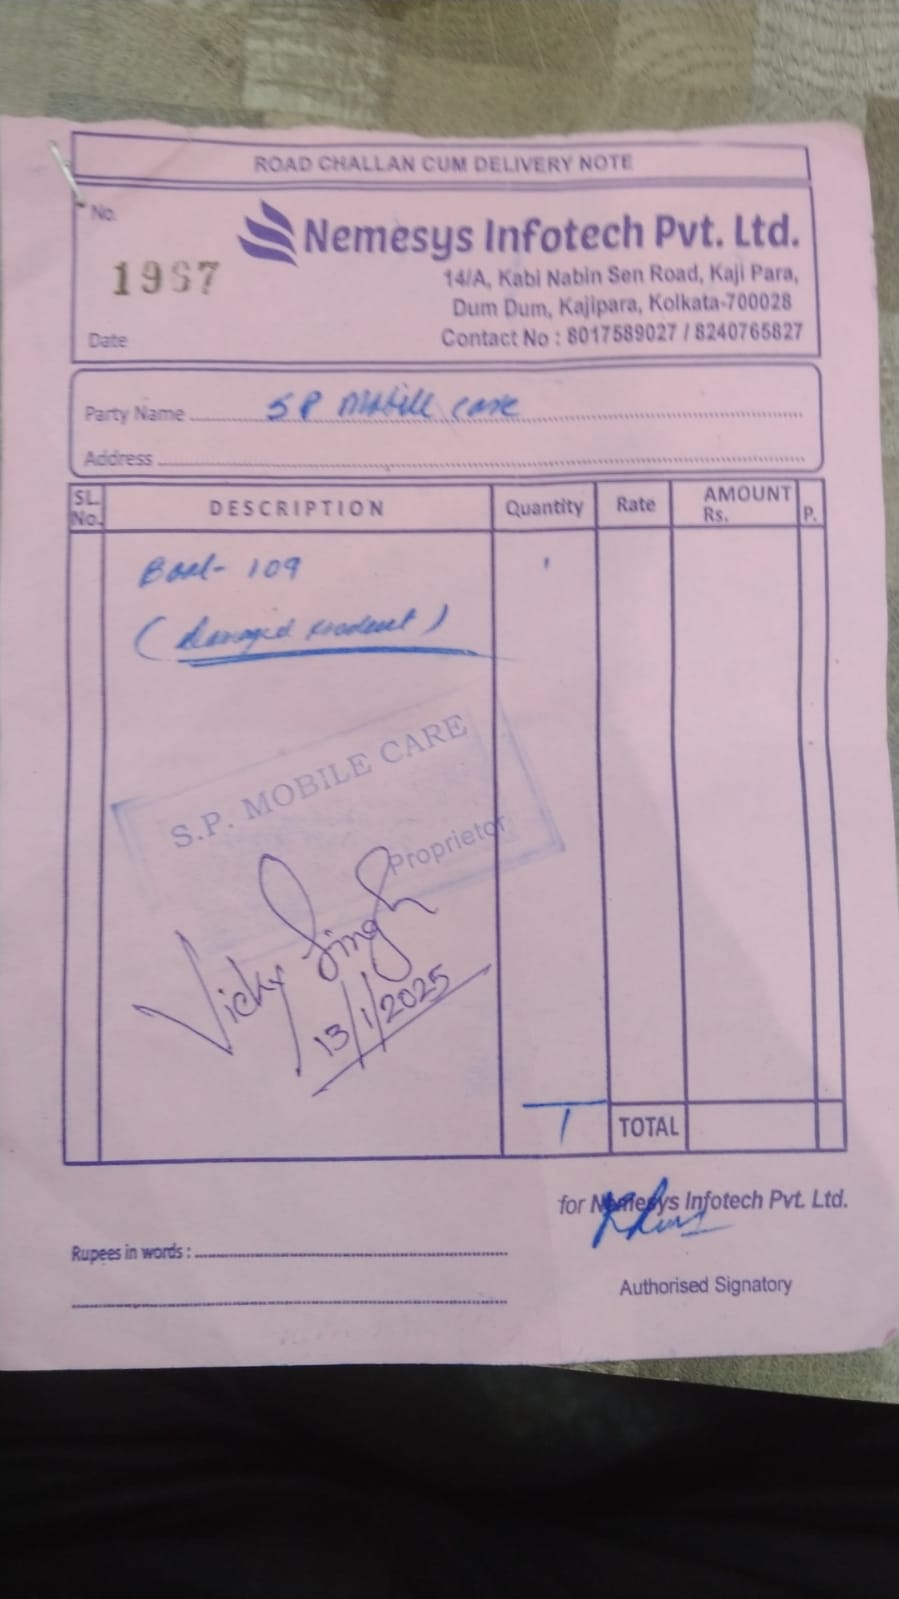 ROAD CHALLAN CUM DELIVERY NOTE
No.
Nemesys Infotech Pvt. Ltd.
1967
14/A, Kabi Nabin Sen Road, Kaji Para,
Dum Dum, Kajipara, Kolkata-700028
Date
Contact No : 8017589027 / 8240765827
Party Name SP Mobile care
Address
SL. No. DESCRIPTION Quantity Rate AMOUNT Rs. P.
109 1
(Damaged product)
S.P. MOBILE CARE
Proprietor
Vicky Singh
13/1/2025
1 TOTAL
for Nemesys Infotech Pvt. Ltd.
Rupees in words :
Authorised Signatory